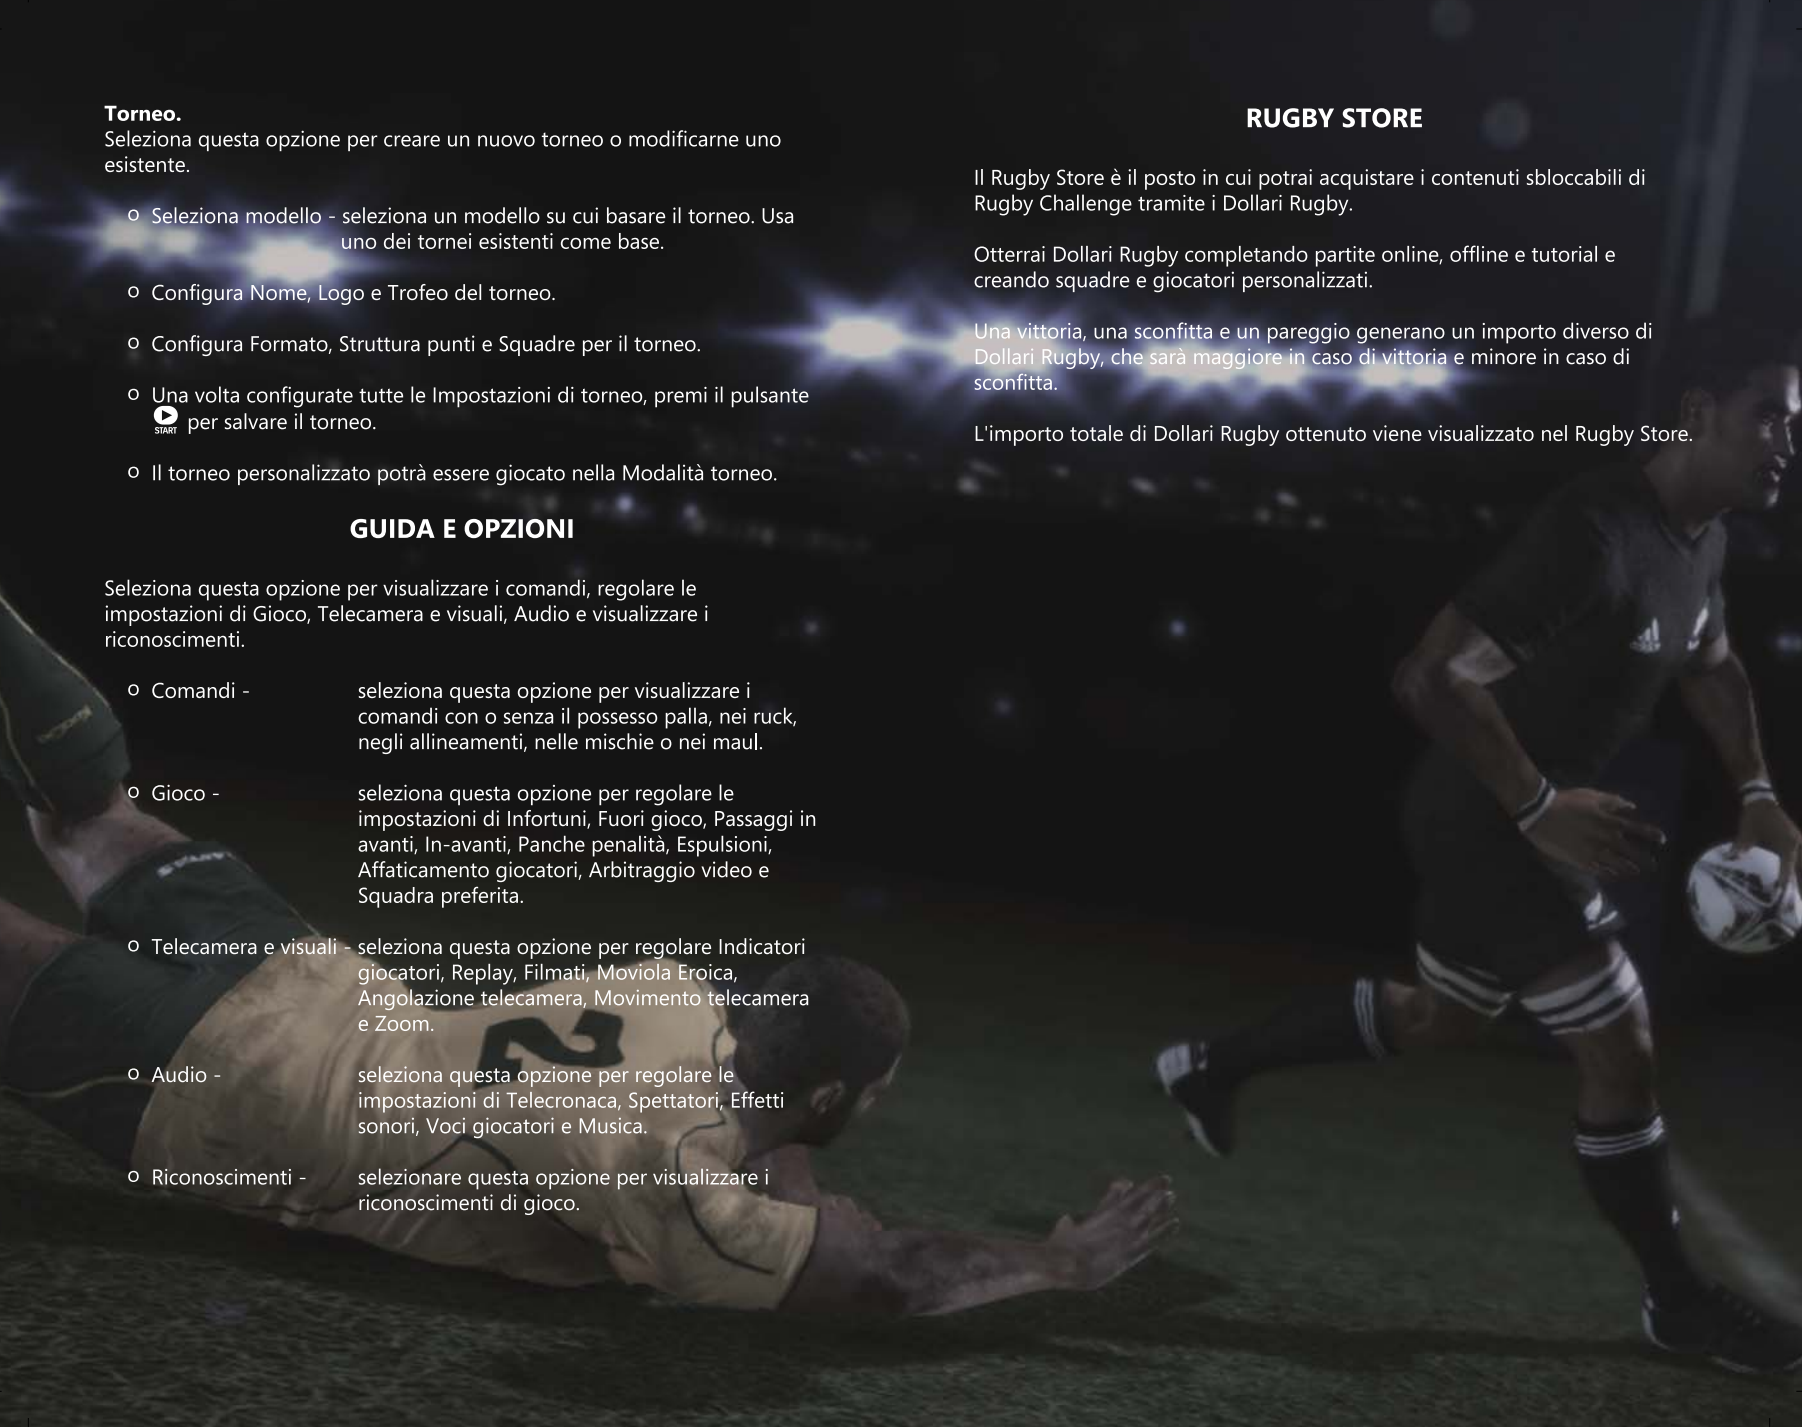 Torneo.
Seleziona questa opzione per creare un nuovo torneo o modificarne uno
esistente.
o Seleziona modello - seleziona un modello su cui basare il torneo. Usa
uno dei tornei esistenti come base.
o Configura Nome, Logo e Trofeo del torneo.
o Configura Formato, Struttura punti e Squadre per il torneo.
o Una volta configurate tutte le Impostazioni di torneo, premi il pulsante
START per salvare il torneo.
o Il torneo personalizzato potrà essere giocato nella Modalità torneo.
GUIDA E OPZIONI
Seleziona questa opzione per visualizzare i comandi, regolare le
impostazioni di Gioco, Telecamera e visuali, Audio e visualizzare i
riconoscimenti.
o Comandi - seleziona questa opzione per visualizzare i
comandi con o senza il possesso palla, nei ruck,
negli allineamenti, nelle mischie o nei maul.
o Gioco - seleziona questa opzione per regolare le
impostazioni di Infortuni, Fuori gioco, Passaggi in
avanti, In-avanti, Panche penalità, Espulsioni,
Affaticamento giocatori, Arbitraggio video e
Squadra preferita.
o Telecamera e visuali - seleziona questa opzione per regolare Indicatori
giocatori, Replay, Filmati, Moviola Eroica,
Angolazione telecamera, Movimento telecamera
e Zoom.
o Audio - seleziona questa opzione per regolare le
impostazioni di Telecronaca, Spettatori, Effetti
sonori, Voci giocatori e Musica.
o Riconoscimenti - selezionare questa opzione per visualizzare i
riconoscimenti di gioco.
RUGBY STORE
Il Rugby Store è il posto in cui potrai acquistare i contenuti sbloccabili di
Rugby Challenge tramite i Dollari Rugby.
Otterrai Dollari Rugby completando partite online, offline e tutorial e
creando squadre e giocatori personalizzati.
Una vittoria, una sconfitta e un pareggio generano un importo diverso di
Dollari Rugby, che sarà maggiore in caso di vittoria e minore in caso di
sconfitta.
L'importo totale di Dollari Rugby ottenuto viene visualizzato nel Rugby Store.
2